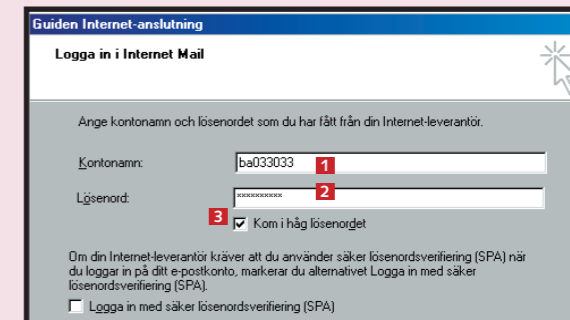 Guiden Internet-anslutning
Logga in i Internet Mail
Ange kontonamn och lösenordet som du har fått från din Internet-leverantör.
Kontonamn: ba033033 1
Lösenord: xxxxxxxxxx 2
3 Kom i håg lösenordet
Om din Internet-leverantör kräver att du använder säker lösenordsverifiering (SPA) när
du loggar in på ditt e-postkonto, markerar du alternativet Logga in med säker
lösenordsverifiering (SPA).
Logga in med säker lösenordsverifiering (SPA)